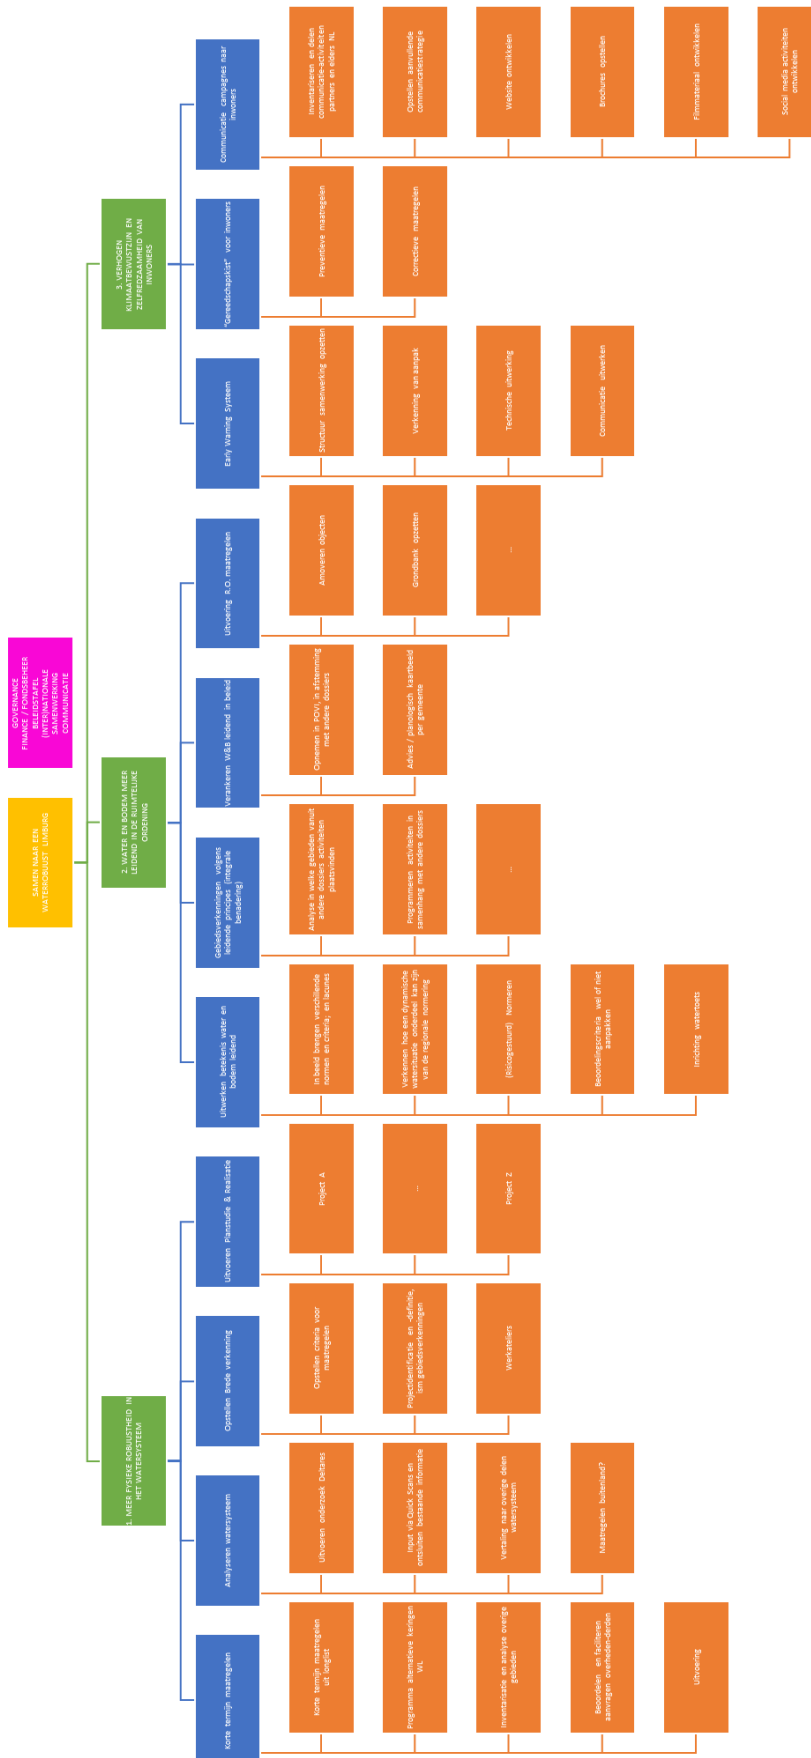 SAMEN NAAR EEN
WATERROBUUST LIMBURG
GOVERNANCE
FINANCE / FONDSBEHEER
BELEIDSTAFEL
(INTER)NATIONALE
SAMENWERKING
COMMUNICATIE
1. MEER FYSIEKE ROBUUSTHEID IN
HET WATERSYSTEEM
Korte termijn maatregelen
Korte termijn maatregelen
uit longlist
Programma alternatieve keringen
WL
Inventarisatie en analyse overige
gebieden
Beoordelen en faciliteren
aanvragen overheden-derden
Uitvoering
Analyseren watersysteem
Uitvoeren onderzoek Deltares
Input via Quick Scans en
ontsluiten bestaande informatie
Vertaling naar overige delen
watersysteem
Maatregelen buitenland?
Opstellen Brede verkenning
Opstellen criteria voor
maatregelen
Projectidentificatie en -definitie,
ism gebiedsverkenningen
Werkateliers
Uitvoeren Planstudie & Realisatie
Project A
...
Project Z
2. WATER EN BODEM MEER
LEIDEND IN DE RUIMTELIJKE
ORDENING
Uitwerken betekenis water en
bodem leidend
In beeld brengen verschillende
normen en criteria; en lacunes
Verkennen hoe een dynamische
watersituatie onderdeel kan zijn
van de regionale normering
(Risicogestuurd) Normeren
Beoordelingscriteria wel of niet
aanpakken
Inrichting watertoets
Gebiedsverkenningen volgens
leidende principes (integrale
benadering)
Analyse in welke gebieden vanuit
andere dossiers activiteiten
plaatsvinden
Programmeren activiteiten in
samenhang met andere dossiers
...
Verankeren W&B leidend in beleid
Opnemen in POVI, in afstemming
met andere dossiers
Advies / planologisch kaartbeeld
per gemeente
Uitvoering R.O. maatregelen
Amoveren objecten
Grondbank opzetten
...
3. VERHOGEN
KLIMAATBEWUSTZIJN EN
ZELFREDZAAMHEID VAN
INWONERS
Early Warning Systeem
Structuur samenwerking opzetten
Verkenning van aanpak
Technische uitwerking
Communicatie uitwerken
"Gereedschapskist" voor inwoners
Preventieve maatregelen
Correctieve maatregelen
Communicatie campagnes naar
inwoners
Inventariseren en delen
communicatie-activiteiten
partners en elders NL
Opstellen aanvullende
communicatiestrategie
Website ontwikkelen
Brochures opstellen
Filmmateriaal ontwikkelen
Social media activiteiten
ontwikkelen